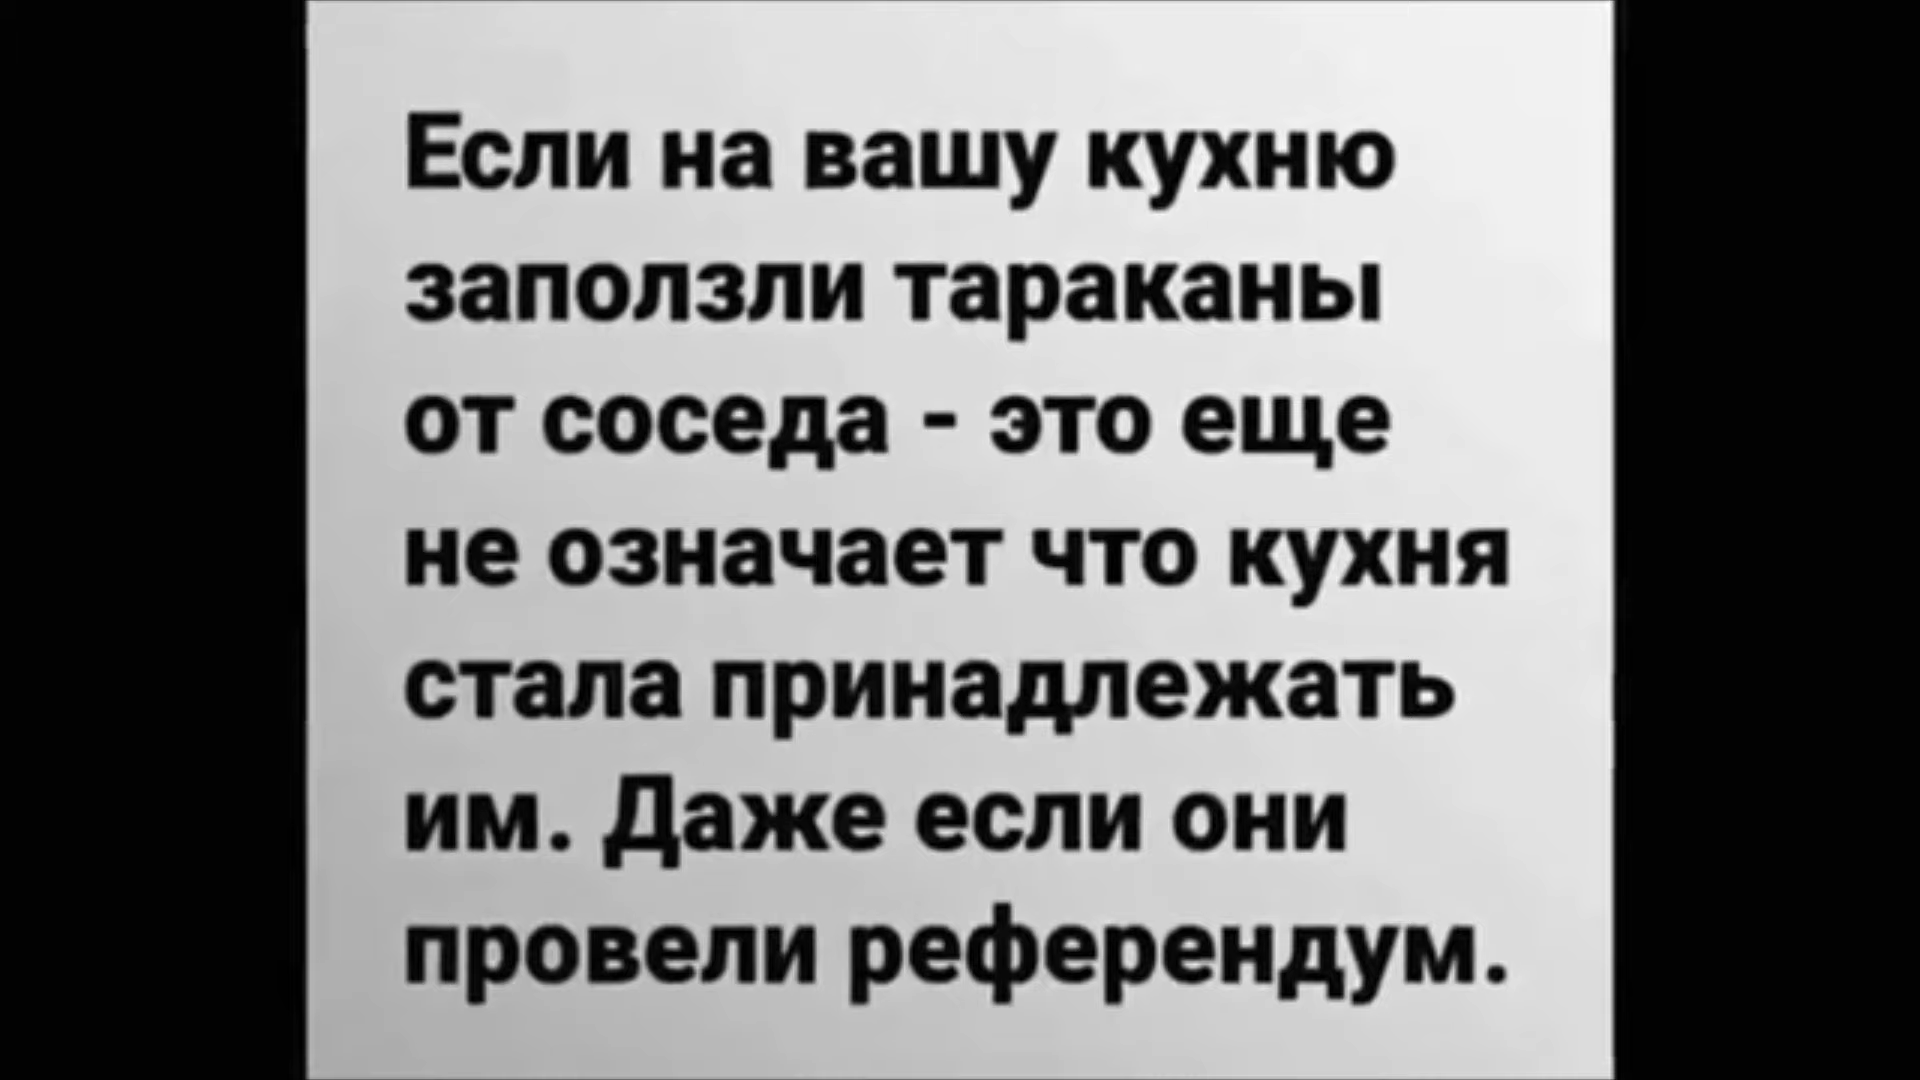 Если на вашу кухню
заползли тараканы
от соседа - это еще
не означает что кухня
стала принадлежать
им. Даже если они
провели референдум.